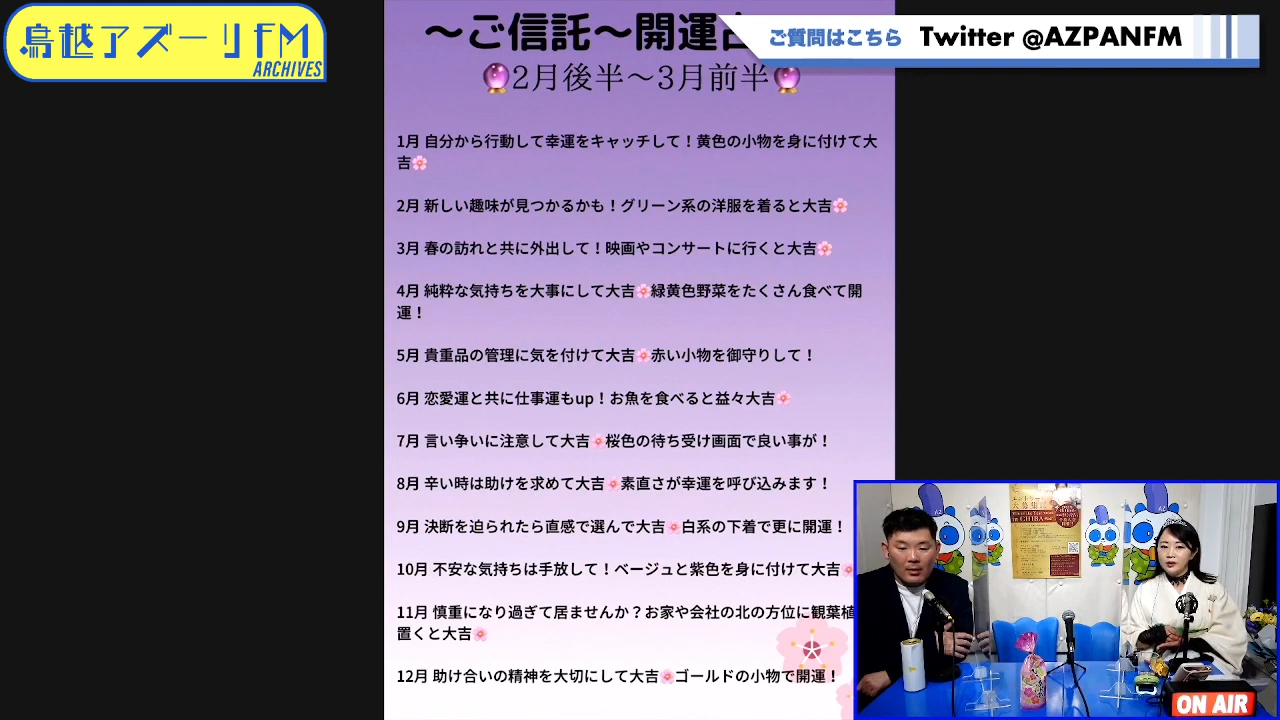 鳥越アズーリFM
ARCHIVES
～ご信託～開運占
ご質問はこちら Twitter @AZPANFM
🔮2月後半～3月前半🔮
1月 自分から行動して幸運をキャッチして！黄色の小物を身に付けて大
吉🌸
2月 新しい趣味が見つかるかも！グリーン系の洋服を着ると大吉🌸
3月 春の訪れと共に外出して！映画やコンサートに行くと大吉🌸
4月 純粋な気持ちを大事にして大吉🌸緑黄色野菜をたくさん食べて開
運！
5月 貴重品の管理に気を付けて大吉🌸赤い小物を御守りして！
6月 恋愛運と共に仕事運もup！お魚を食べると益々大吉🌸
7月 言い争いに注意して大吉🌸桜色の待ち受け画面で良い事が！
8月 辛い時は助けを求めて大吉🌸素直さが幸運を呼び込みます！
9月 決断を迫られたら直感で選んで大吉🌸白系の下着で更に開運！
10月 不安な気持ちは手放して！ベージュと紫色を身に付けて大吉🌸
11月 慎重になり過ぎて居ませんか？お家や会社の北の方位に観葉植
置くと大吉🌸
12月 助け合いの精神を大切にして大吉🌸ゴールドの小物で開運！
AZ
AZ
in CHIBA
ON AIR